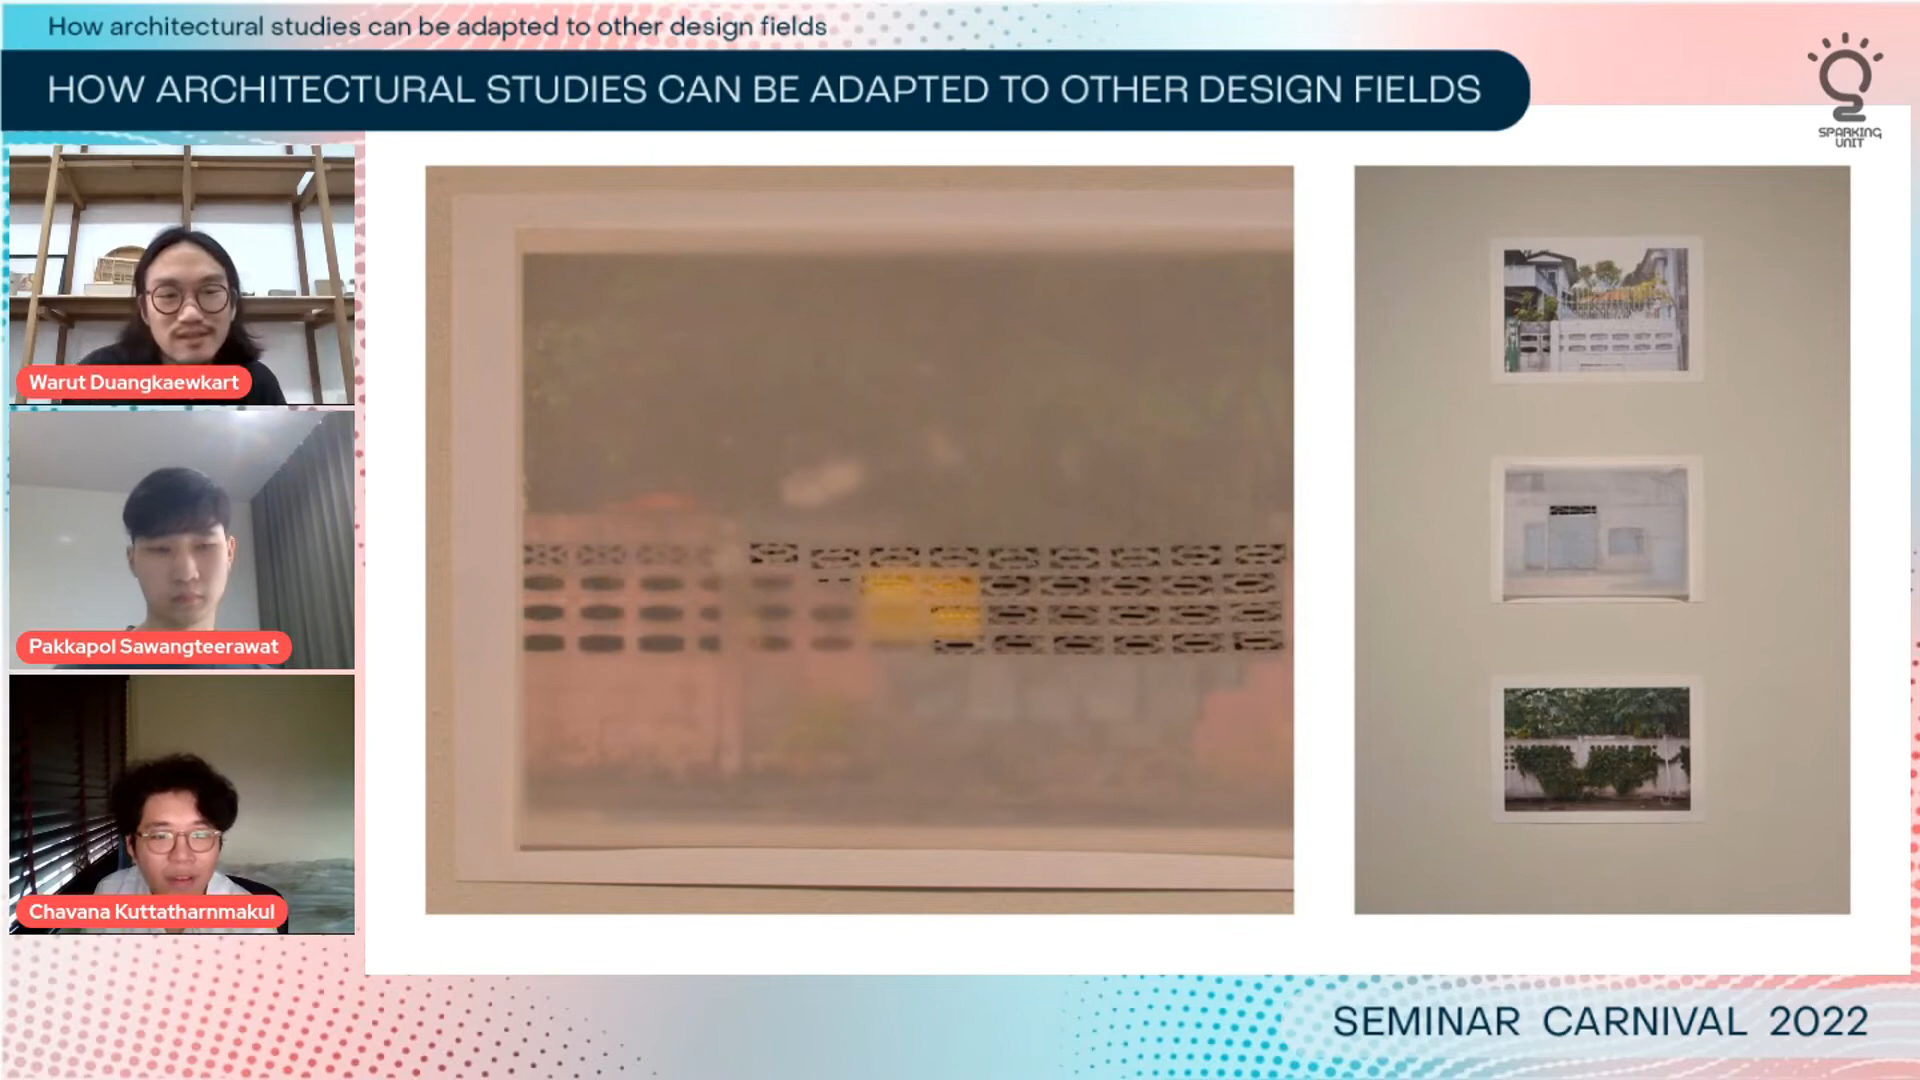 How architectural studies can be adapted to other design fields
HOW ARCHITECTURAL STUDIES CAN BE ADAPTED TO OTHER DESIGN FIELDS
SPARKING
UNIT
Warut Duangkaewkart
Pakkapol Sawangteerawat
Chavana Kuttatharnmakul
SEMINAR CARNIVAL 2022